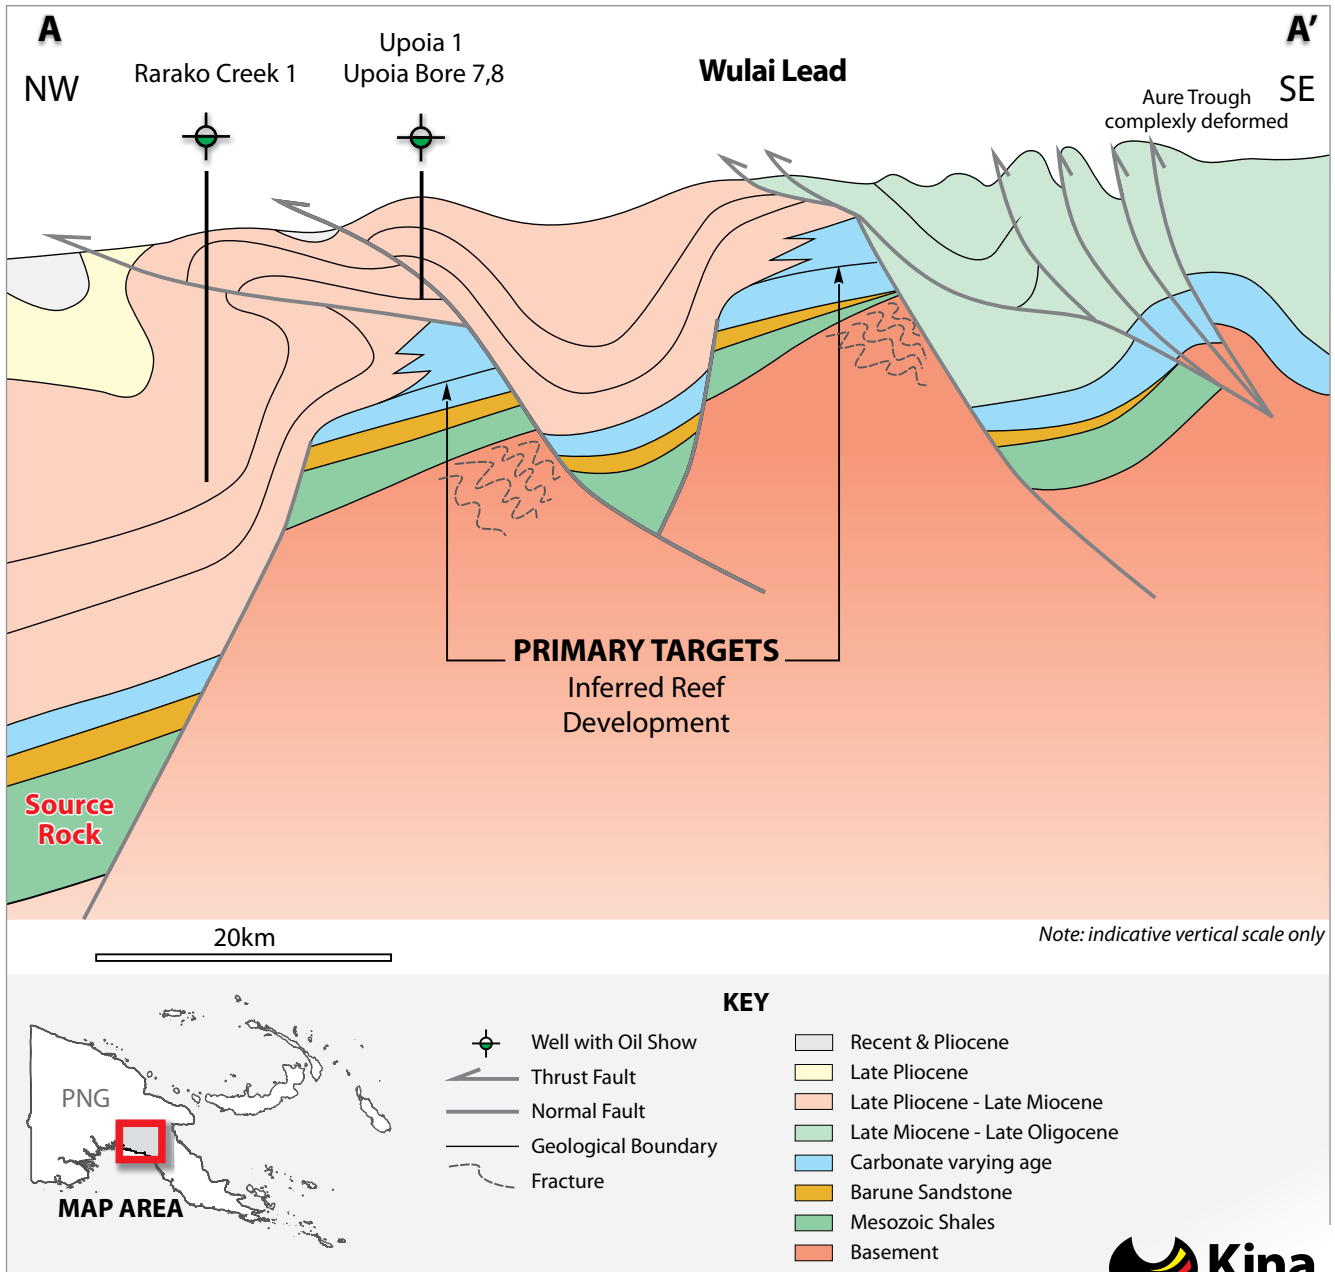 A
A'
NW
SE
Rarako Creek 1
Upoia 1
Upoia Bore 7,8
Wulai Lead
Aure Trough
complexly deformed
PRIMARY TARGETS
Inferred Reef
Development
Source
Rock
20km
Note: indicative vertical scale only
PNG
MAP AREA
KEY
Well with Oil Show
Thrust Fault
Normal Fault
Geological Boundary
Fracture
Recent & Pliocene
Late Pliocene
Late Pliocene - Late Miocene
Late Miocene - Late Oligocene
Carbonate varying age
Barune Sandstone
Mesozoic Shales
Basement
Kina